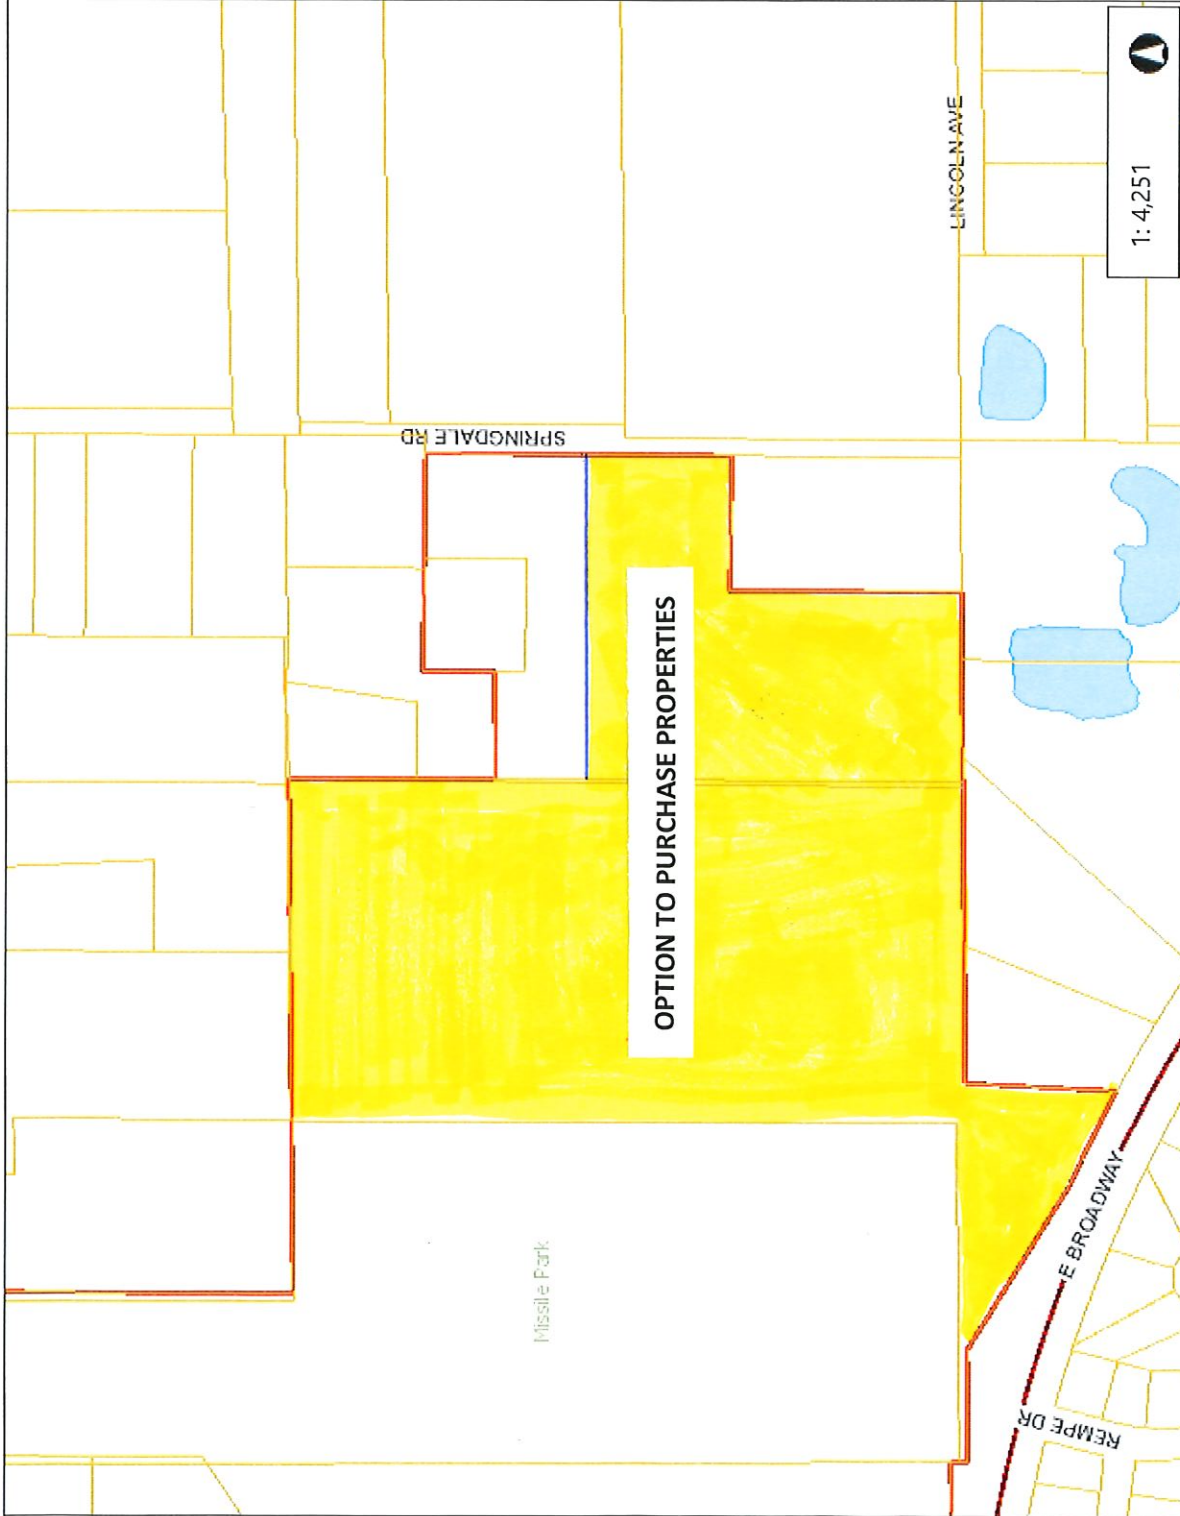 SPRINGDALE RD
LINCOLN AVE
OPTION TO PURCHASE PROPERTIES
Missile Park
E BROADWAY
REMPE DR
1: 4,251